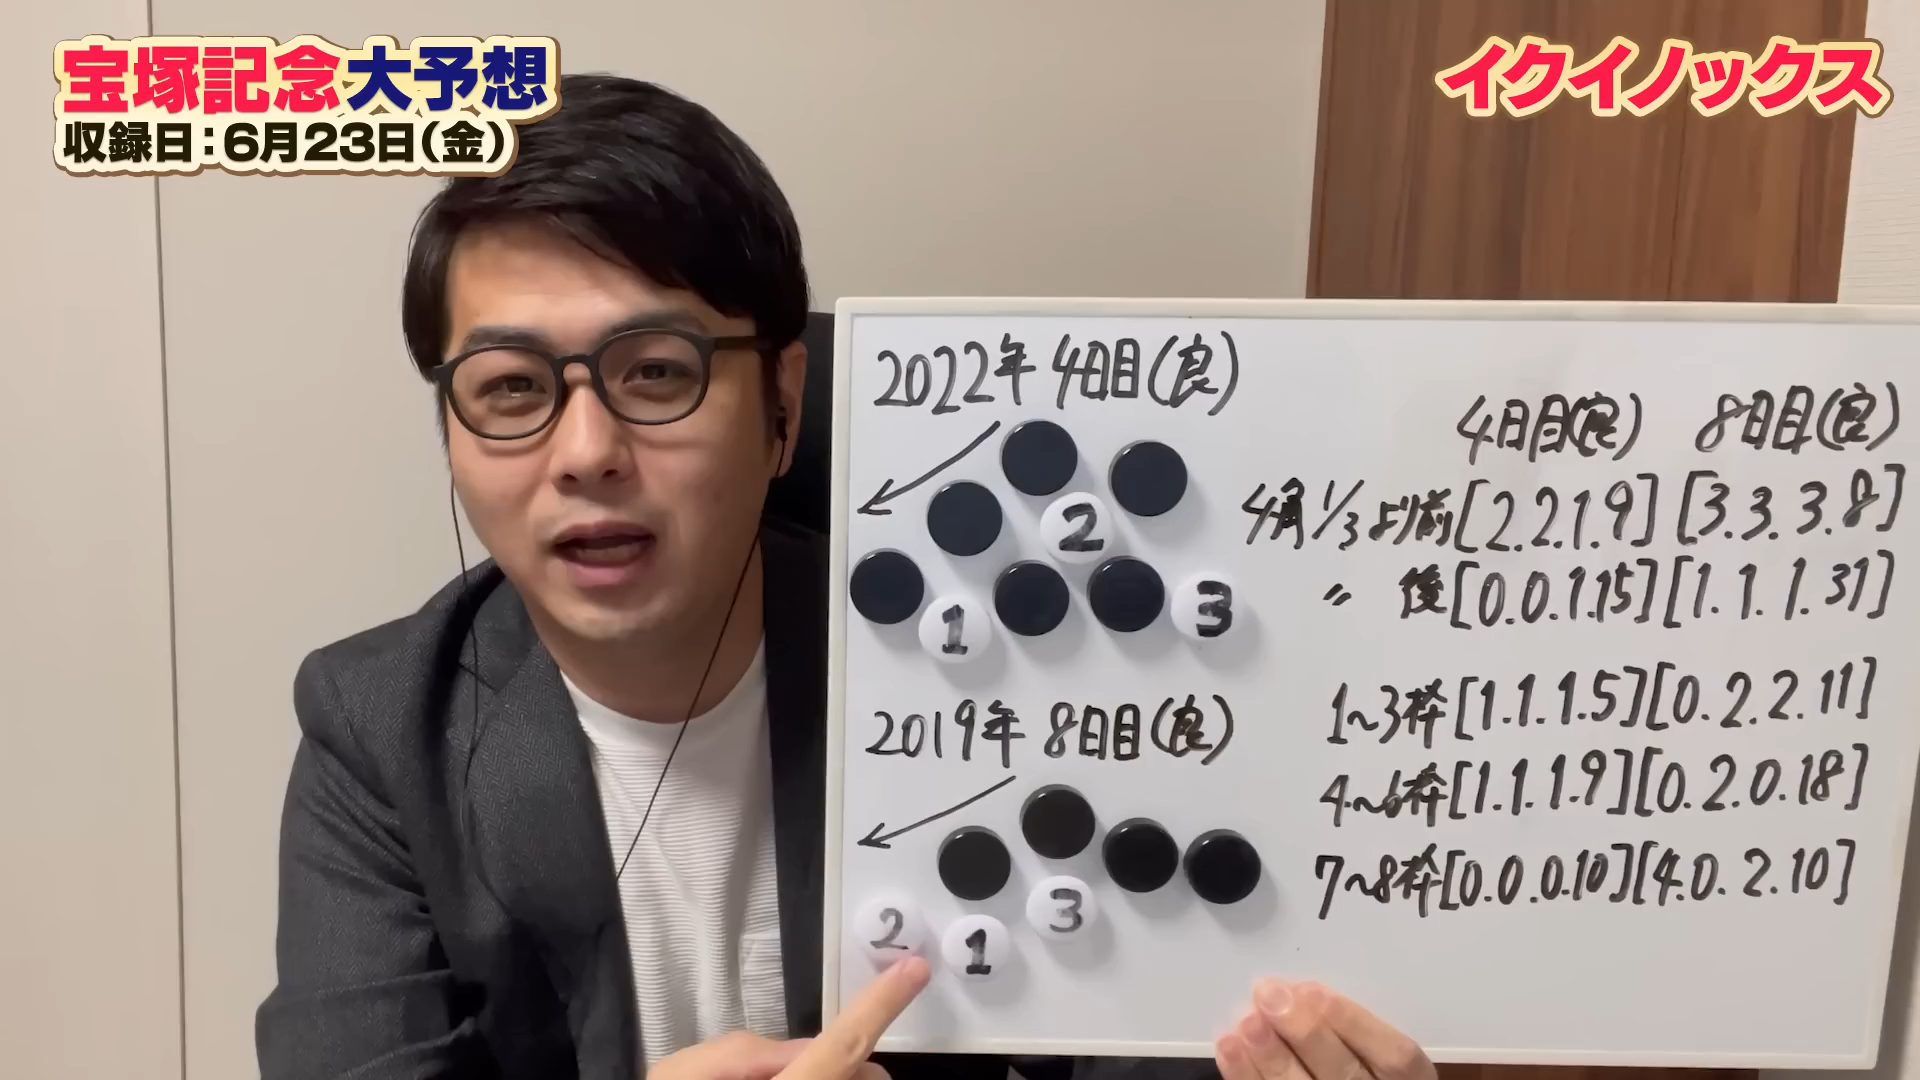 宝塚記念大予想
収録日：6月23日（金）
イクイノックス
2022年 4日目(良)
2
1
3
2019年 8日目(良)
2
1
3
4日目(良) 8日目(良)
4角 1/3 より前 [2.2.1.9] [3.3.3.8]
〃 後 [0.0.1.15] [1.1.1.31]
1~3枠 [1.1.1.5] [0.2.2.11]
4~6枠 [1.1.1.9] [0.2.0.18]
7~8枠 [0.0.0.10] [4.0.2.10]